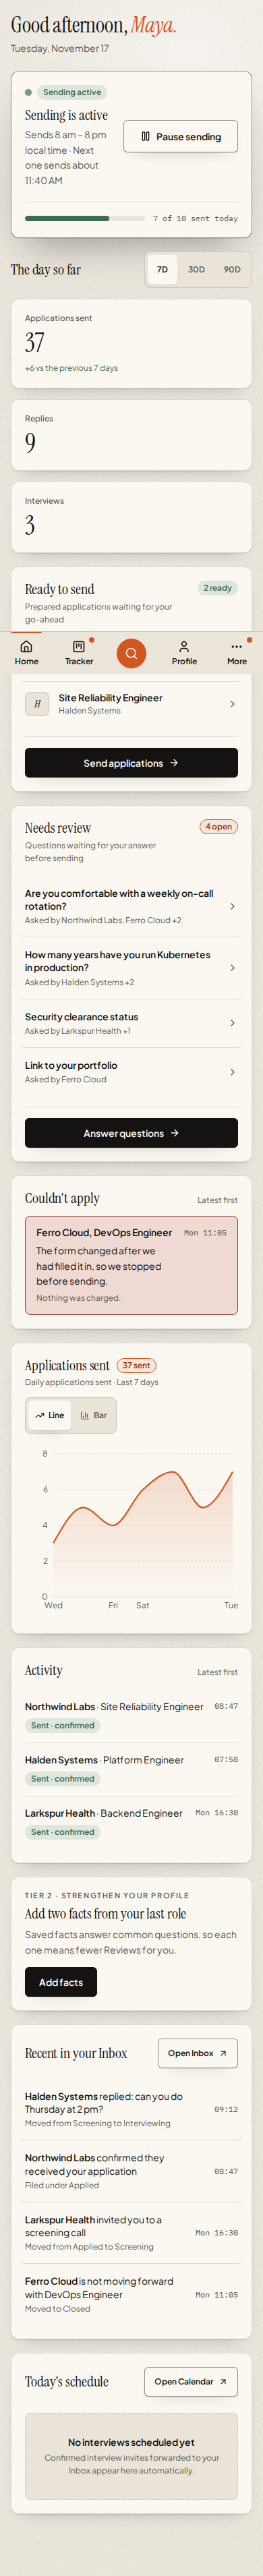 Good afternoon, Maya.
Tuesday, November 17
Sending active
Sending is active
Sends 8 am – 8 pm
local time · Next
one sends about
11:40 AM
Pause sending
7 of 10 sent today
The day so far
7D 30D 90D
Applications sent
37
+6 vs the previous 7 days
Replies
9
Interviews
3
Ready to send
2 ready
Prepared applications waiting for your
go-ahead
Home Tracker Profile More
H
Site Reliability Engineer
Halden Systems
Send applications →
Needs review
4 open
Questions waiting for your answer
before sending
Are you comfortable with a weekly on-call
rotation?
Asked by Northwind Labs, Ferro Cloud +2
How many years have you run Kubernetes
in production?
Asked by Halden Systems +2
Security clearance status
Asked by Larkspur Health +1
Link to your portfolio
Asked by Ferro Cloud
Answer questions →
Couldn't apply
Latest first
Ferro Cloud, DevOps Engineer Mon 11:05
The form changed after we
had filled it in, so we stopped
before sending.
Nothing was charged.
Applications sent 37 sent
Daily applications sent · Last 7 days
Line Bar
8
6
4
2
0
Wed Fri Sat Tue
Activity
Latest first
Northwind Labs · Site Reliability Engineer 08:47
Sent · confirmed
Halden Systems · Platform Engineer 07:58
Sent · confirmed
Larkspur Health · Backend Engineer Mon 16:30
Sent · confirmed
TIER 2 · STRENGTHEN YOUR PROFILE
Add two facts from your last role
Saved facts answer common questions, so each
one means fewer Reviews for you.
Add facts
Recent in your Inbox
Open Inbox ↗
Halden Systems replied: can you do
Thursday at 2 pm?
09:12
Moved from Screening to Interviewing
Northwind Labs confirmed they
received your application
08:47
Filed under Applied
Larkspur Health invited you to a
screening call
Mon 16:30
Moved from Applied to Screening
Ferro Cloud is not moving forward
with DevOps Engineer
Mon 11:05
Moved to Closed
Today's schedule
Open Calendar ↗
No interviews scheduled yet
Confirmed interview invites forwarded to your
Inbox appear here automatically.